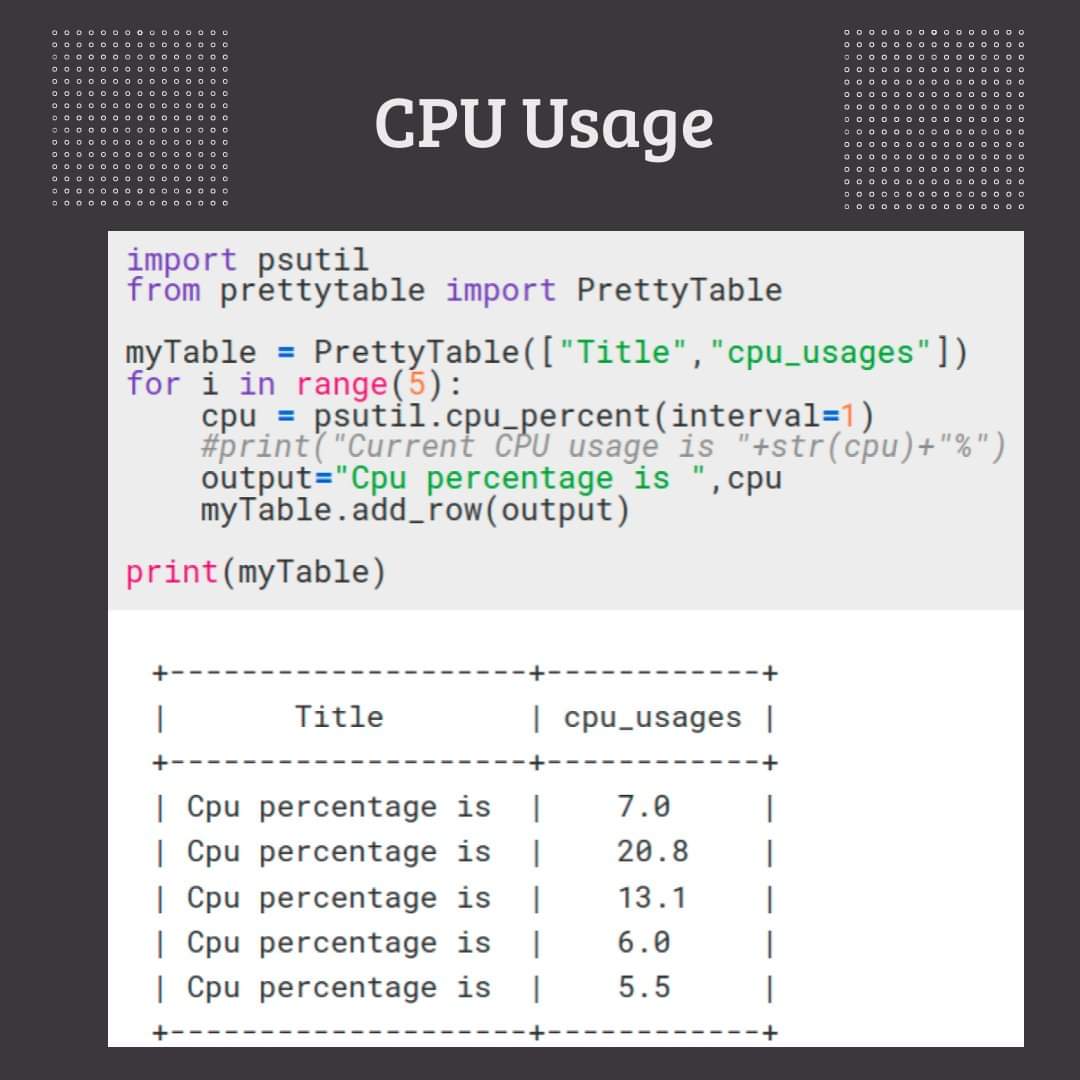 CPU Usage
import psutil
from prettytable import PrettyTable
myTable = PrettyTable(["Title","cpu_usages"])
for i in range(5):
    cpu = psutil.cpu_percent(interval=1)
    #print("Current CPU usage is "+str(cpu)+"%")
    output="Cpu percentage is ",cpu
    myTable.add_row(output)
print(myTable)
+--------------------+------------+
|       Title        | cpu_usages |
+--------------------+------------+
| Cpu percentage is  |    7.0     |
| Cpu percentage is  |    20.8    |
| Cpu percentage is  |    13.1    |
| Cpu percentage is  |    6.0     |
| Cpu percentage is  |    5.5     |
+--------------------+------------+